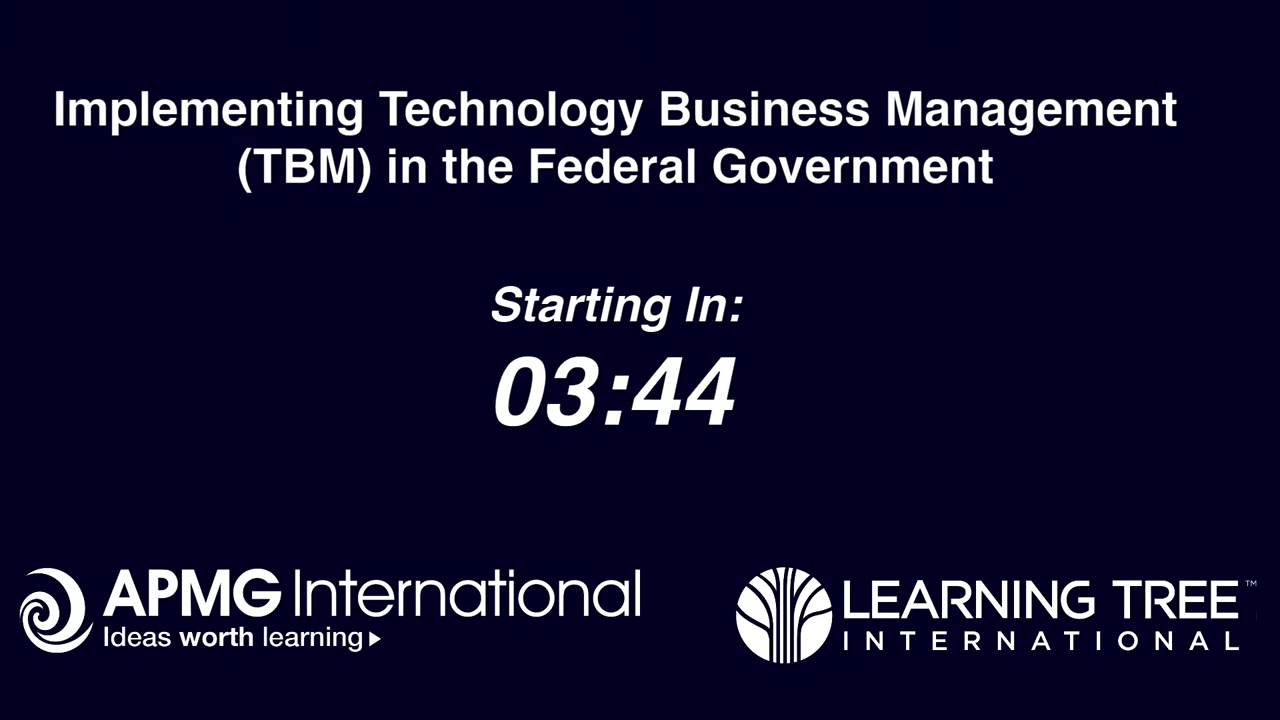 Implementing Technology Business Management
(TBM) in the Federal Government
Starting In:
03:44
APMG International
Ideas worth learning
LEARNING TREE™
INTERNATIONAL